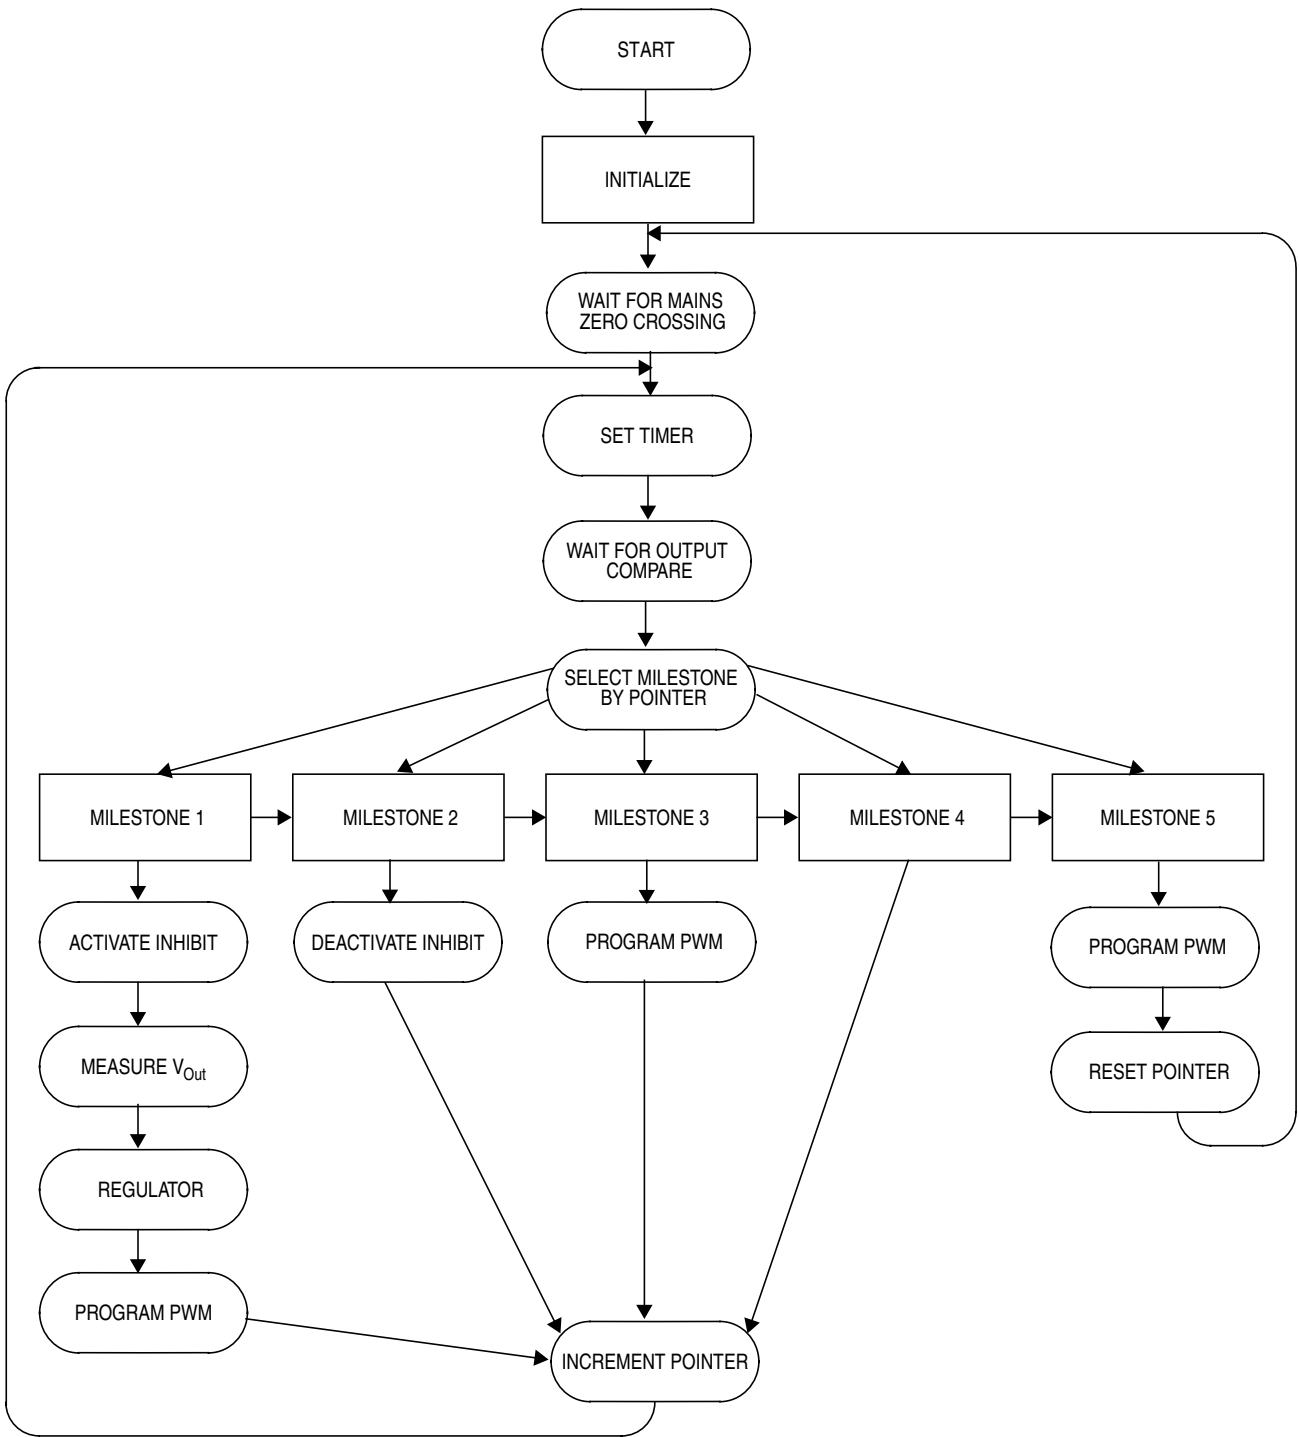 START
INITIALIZE
WAIT FOR MAINS
ZERO CROSSING
SET TIMER
WAIT FOR OUTPUT
COMPARE
SELECT MILESTONE
BY POINTER
MILESTONE 1
MILESTONE 2
MILESTONE 3
MILESTONE 4
MILESTONE 5
ACTIVATE INHIBIT
DEACTIVATE INHIBIT
PROGRAM PWM
PROGRAM PWM
MEASURE VOut
RESET POINTER
REGULATOR
PROGRAM PWM
INCREMENT POINTER